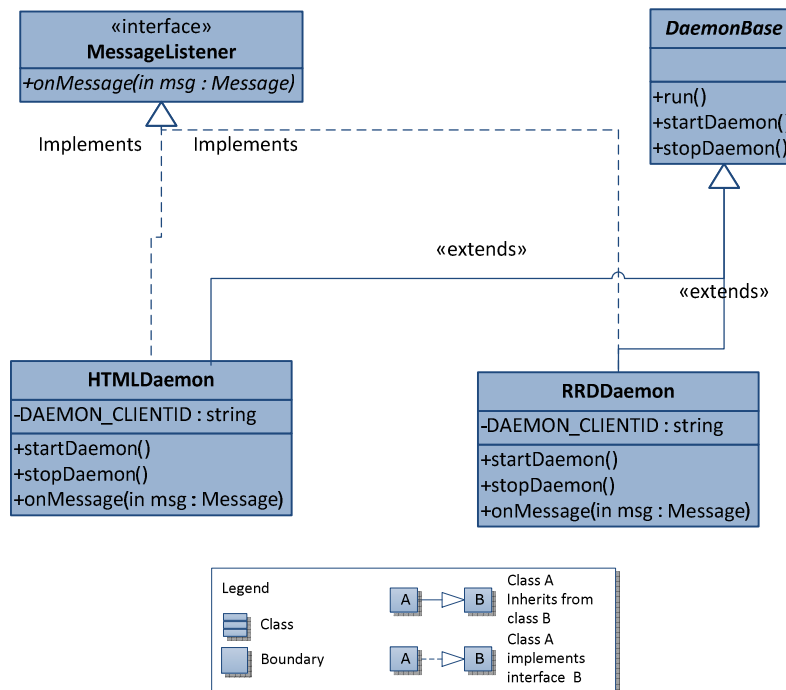 «interface»
MessageListener
+onMessage(in msg : Message)
DaemonBase
+run()
+startDaemon()
+stopDaemon()
Implements
Implements
«extends»
«extends»
HTMLDaemon
-DAEMON_CLIENTID : string
+startDaemon()
+stopDaemon()
+onMessage(in msg : Message)
RRDDaemon
-DAEMON_CLIENTID : string
+startDaemon()
+stopDaemon()
+onMessage(in msg : Message)
Legend
Class
Boundary
A
B
Class A
Inherits from
class B
A
B
Class A
implements
interface B